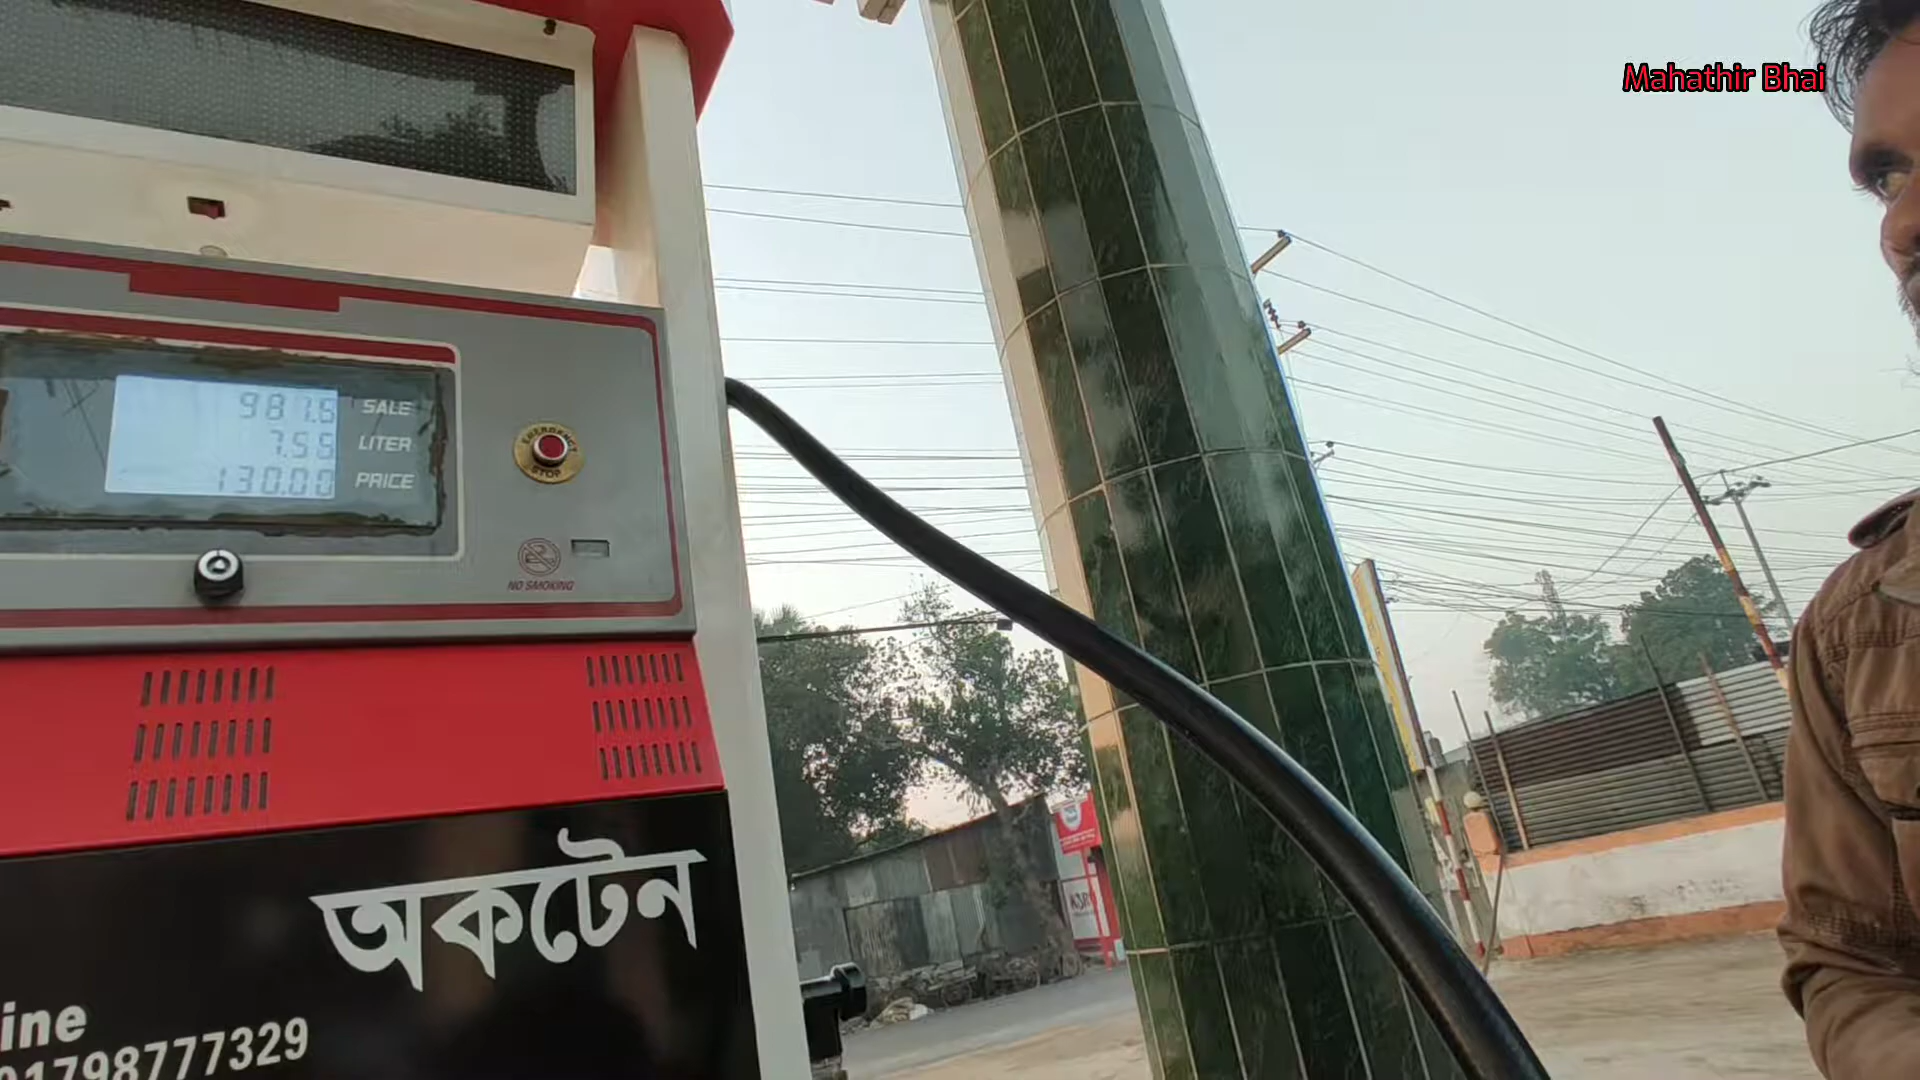 Mahathir Bhai
981.5 SALE
7.55 LITER
130.00 PRICE
EMERGENCY
STOP
NO SMOKING
অকটেন
ine
01798777329